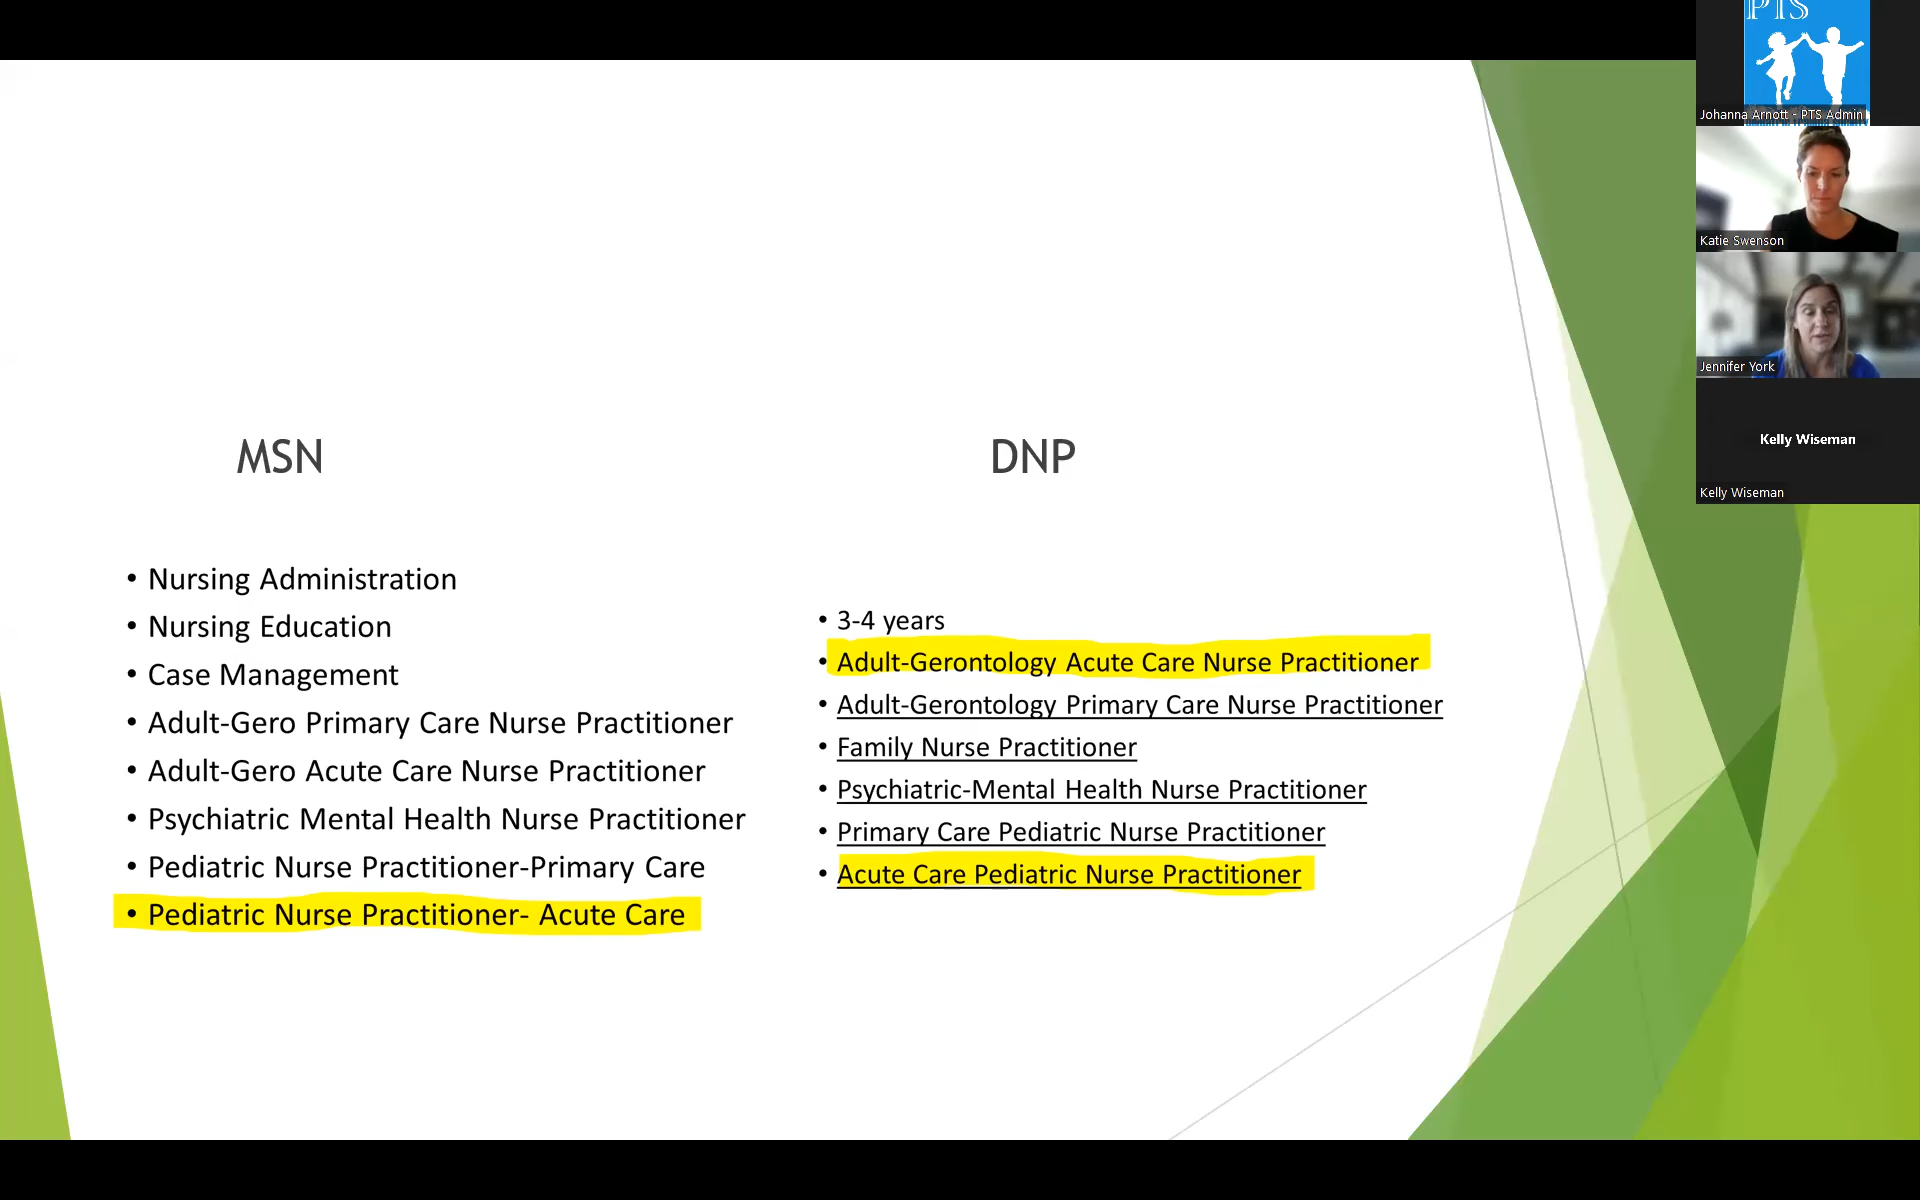 PTS
Johanna Arnott - PTS Admin
Katie Swenson
Jennifer York
Kelly Wiseman
Kelly Wiseman
MSN
• Nursing Administration
• Nursing Education
• Case Management
• Adult-Gero Primary Care Nurse Practitioner
• Adult-Gero Acute Care Nurse Practitioner
• Psychiatric Mental Health Nurse Practitioner
• Pediatric Nurse Practitioner-Primary Care
• Pediatric Nurse Practitioner- Acute Care
DNP
• 3-4 years
• Adult-Gerontology Acute Care Nurse Practitioner
• Adult-Gerontology Primary Care Nurse Practitioner
• Family Nurse Practitioner
• Psychiatric-Mental Health Nurse Practitioner
• Primary Care Pediatric Nurse Practitioner
• Acute Care Pediatric Nurse Practitioner